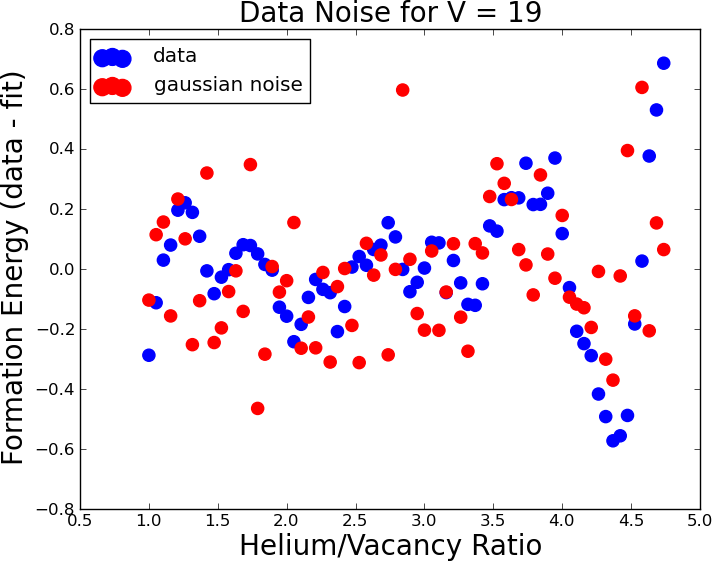 Data Noise for V = 19
data
gaussian noise
Formation Energy (data - fit)
0.8
0.6
0.4
0.2
0.0
−0.2
−0.4
−0.6
−0.8
0.5 1.0 1.5 2.0 2.5 3.0 3.5 4.0 4.5 5.0
Helium/Vacancy Ratio